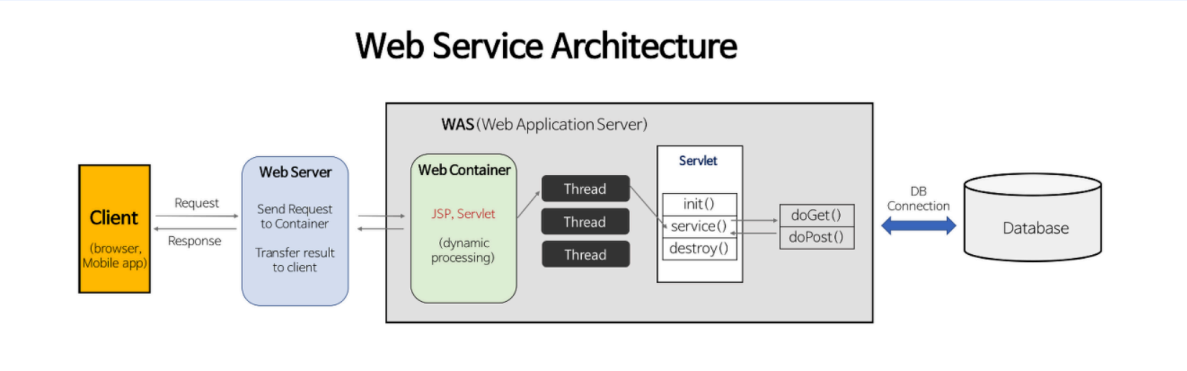 Web Service Architecture
WAS(Web Application Server)
Client
(browser,
Mobile app)
Request
Response
Web Server
Send Request
to Container
Transfer result
to client
Web Container
JSP, Servlet
(dynamic
processing)
Thread
Thread
Thread
Servlet
init()
service()
destroy()
doGet()
doPost()
DB
Connection
Database